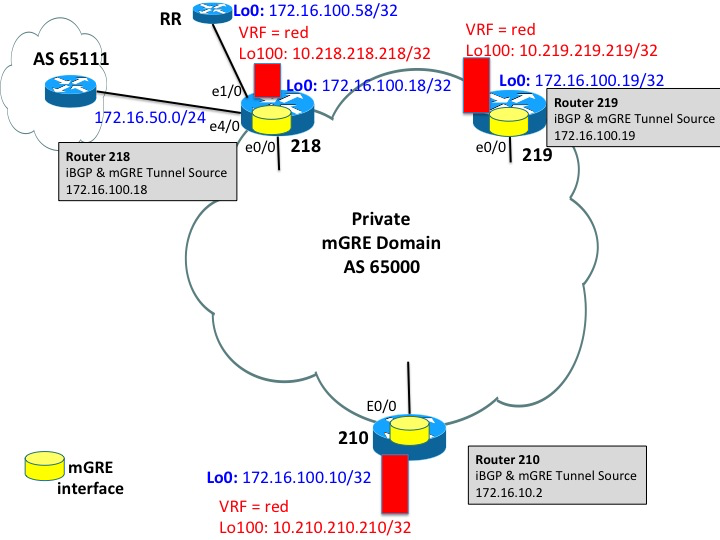 RR
Lo0: 172.16.100.58/32
VRF = red
Lo100: 10.218.218.218/32
VRF = red
Lo100: 10.219.219.219/32
AS 65111
Lo0: 172.16.100.18/32
Lo0: 172.16.100.19/32
e1/0
172.16.50.0/24
e4/0
e0/0
218
Router 219
iBGP & mGRE Tunnel Source
172.16.100.19
e0/0
219
Router 218
iBGP & mGRE Tunnel Source
172.16.100.18
Private
mGRE Domain
AS 65000
E0/0
210
Router 210
iBGP & mGRE Tunnel Source
172.16.10.2
Lo0: 172.16.100.10/32
VRF = red
Lo100: 10.210.210.210/32
mGRE
interface